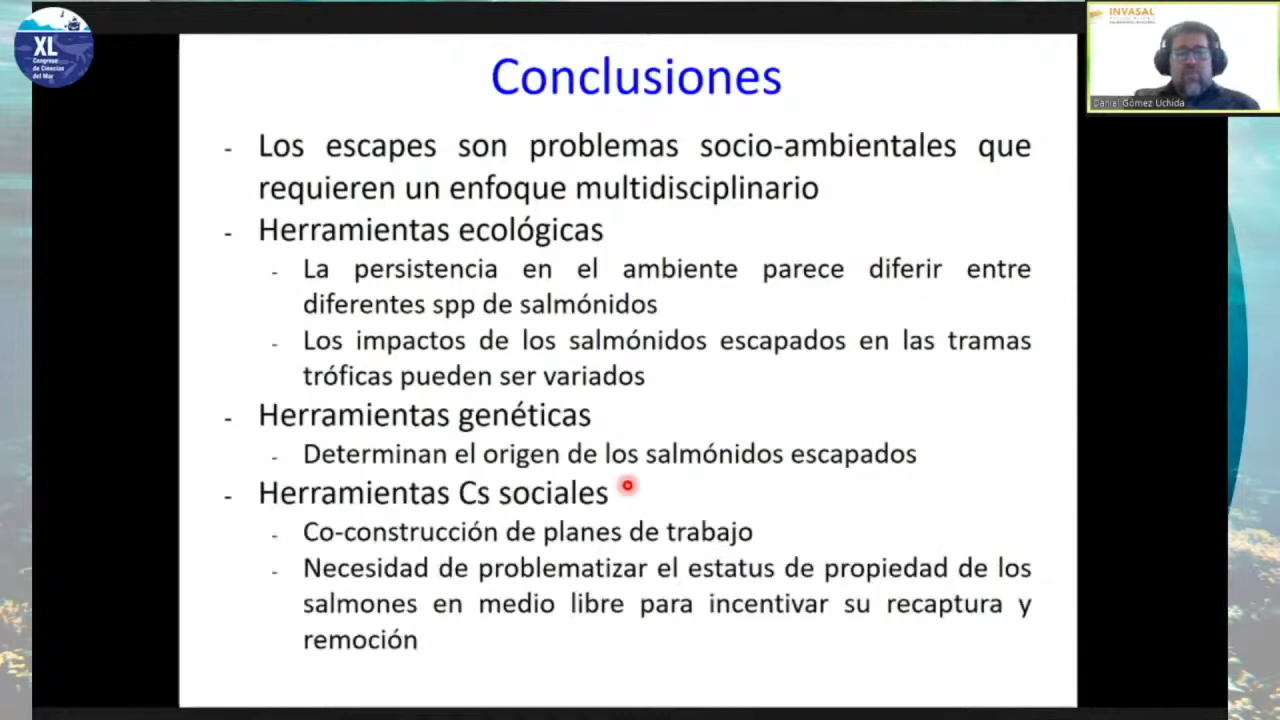 XL
Congreso
de Ciencias
del Mar
INVASAL
Daniel Gómez Uchida
Conclusiones
- Los escapes son problemas socio-ambientales que
requieren un enfoque multidisciplinario
- Herramientas ecológicas
- La persistencia en el ambiente parece diferir entre
diferentes spp de salmónidos
- Los impactos de los salmónidos escapados en las tramas
tróficas pueden ser variados
- Herramientas genéticas
- Determinan el origen de los salmónidos escapados
- Herramientas Cs sociales
- Co-construcción de planes de trabajo
- Necesidad de problematizar el estatus de propiedad de los
salmones en medio libre para incentivar su recaptura y
remoción